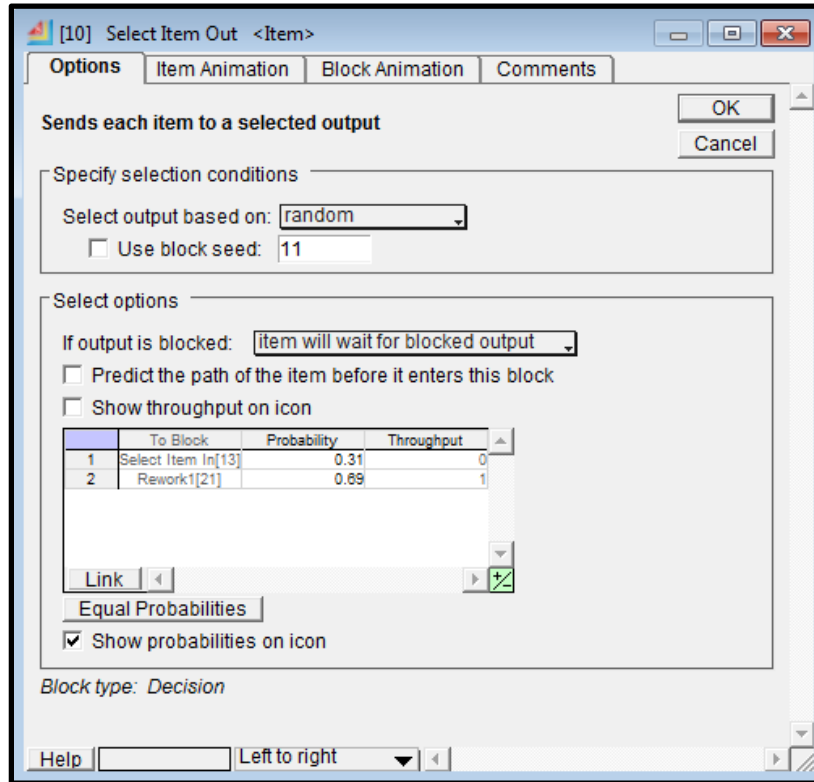 [10] Select Item Out <Item>
Options Item Animation Block Animation Comments
OK
Sends each item to a selected output
Cancel
Specify selection conditions
Select output based on: random
Use block seed: 11
Select options
If output is blocked: item will wait for blocked output
Predict the path of the item before it enters this block
Show throughput on icon
To Block Probability Throughput
1 Select Item In[13] 0.31 0
2 Rework1[21] 0.69 1
Link
Equal Probabilities
Show probabilities on icon
Block type: Decision
Help Left to right